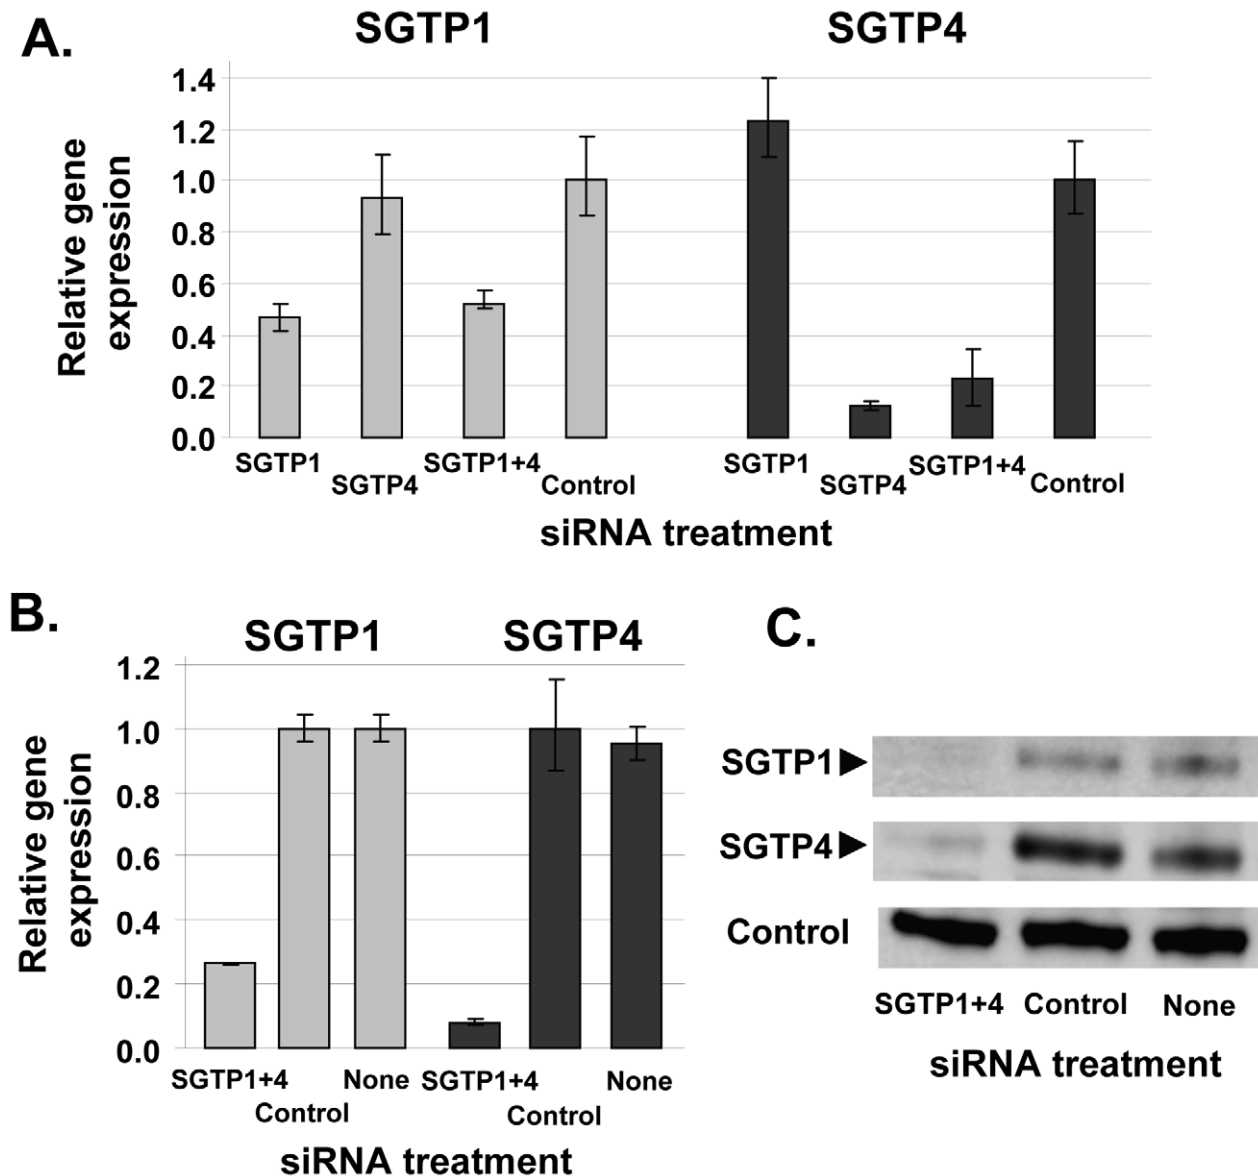 A.
SGTP1 SGTP4
Relative gene
expression
1.4
1.2
1.0
0.8
0.6
0.4
0.2
0.0
SGTP1 SGTP4 SGTP1+4 Control SGTP1 SGTP4 SGTP1+4 Control
siRNA treatment
B.
SGTP1 SGTP4
Relative gene
expression
1.2
1.0
0.8
0.6
0.4
0.2
0.0
SGTP1+4 Control None SGTP1+4 Control None
siRNA treatment
C.
SGTP1
SGTP4
Control
SGTP1+4 Control None
siRNA treatment